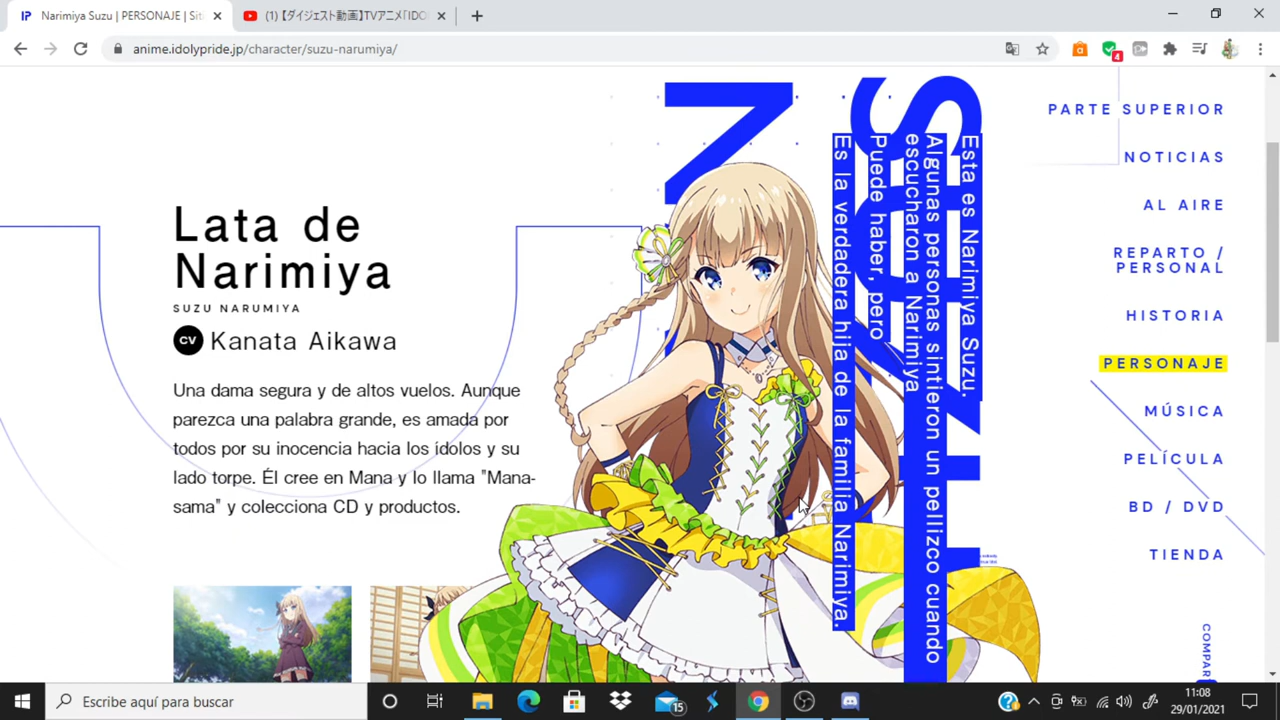 Narimiya Suzu | PERSONAJE | Sit
(1) 【ダイジェスト動画】TVアニメ「IDOL
anime.idolypride.jp/character/suzu-narumiya/
4
PARTE SUPERIOR
NOTICIAS
AL AIRE
REPARTO /
PERSONAL
HISTORIA
PERSONAJE
MÚSICA
PELÍCULA
BD / DVD
TIENDA
COMPAR
Lata de
Narimiya
SUZU NARUMIYA
CV Kanata Aikawa
Una dama segura y de altos vuelos. Aunque
parezca una palabra grande, es amada por
todos por su inocencia hacia los ídolos y su
lado torpe. Él cree en Mana y lo llama "Mana-
sama" y colecciona CD y productos.
Esta es Narimiya Suzu.
Algunas personas sintieron un pellizco cuando
escucharon a Narimiya
Puede haber, pero
Es la verdadera hija de la familia Narimiya.
Escribe aquí para buscar
15
11:08
29/01/2021